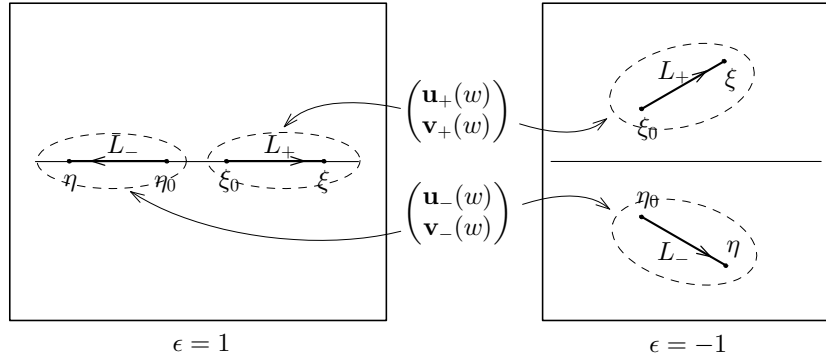 L₋
L₊
η
η₀
ξ₀
ξ
(u₊(w)
v₊(w))
(u₋(w)
v₋(w))
L₊
ξ
ξ₀
η₀
L₋
η
ϵ = 1
ϵ = −1